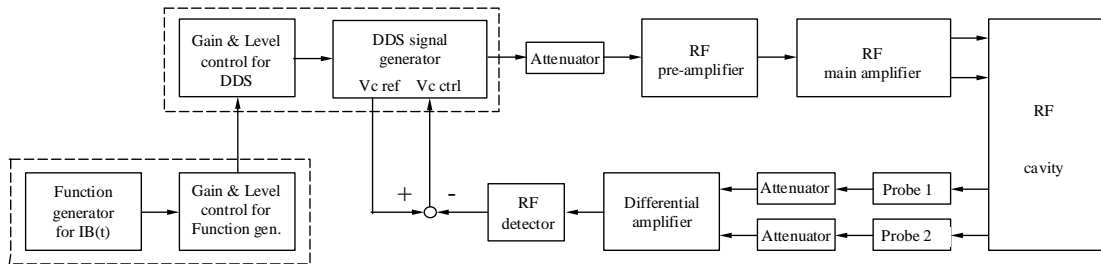 Gain & Level
control for
DDS
DDS signal
generator
Vc ref
Vc ctrl
Attenuator
RF
pre-amplifier
RF
main amplifier
RF
cavity
Function
generator
for IB(t)
Gain & Level
control for
Function gen.
+
-
RF
detector
Differential
amplifier
Attenuator
Probe 1
Attenuator
Probe 2